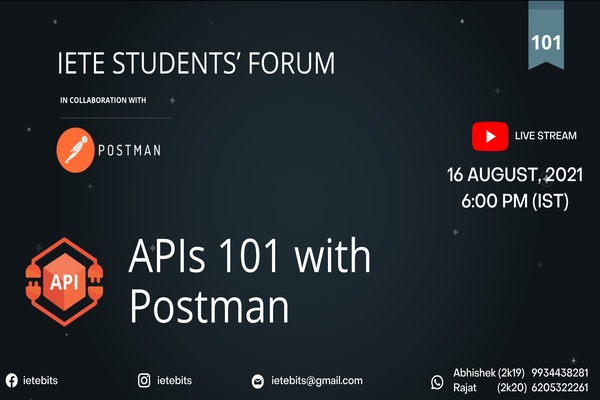 IETE STUDENTS' FORUM
101
IN COLLABORATION WITH
POSTMAN
LIVE STREAM
16 AUGUST, 2021
6:00 PM (IST)
API
APIs 101 with
Postman
ietebits
ietebits
ietebits@gmail.com
Abhishek (2k19) 9934438281
Rajat (2k20) 6205322261